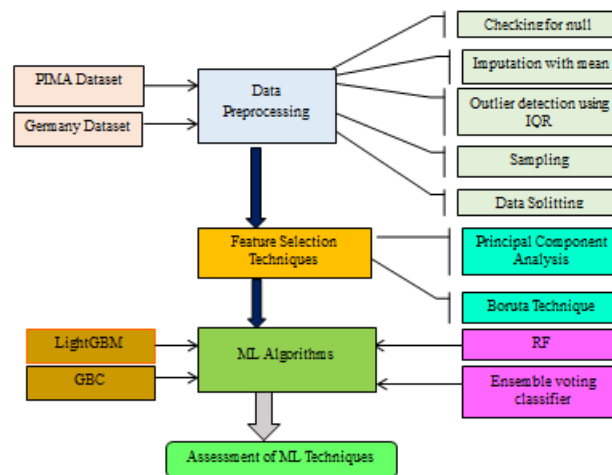 Checking for null
PIMA Dataset
Data
Preprocessing
Imputation with mean
Germany Dataset
Outlier detection using
IQR
Sampling
Data Splitting
Feature Selection
Techniques
Principal Component
Analysis
Boruta Technique
LightGBM
ML Algorithms
RF
GBC
Ensemble voting
classifier
Assessment of ML Techniques